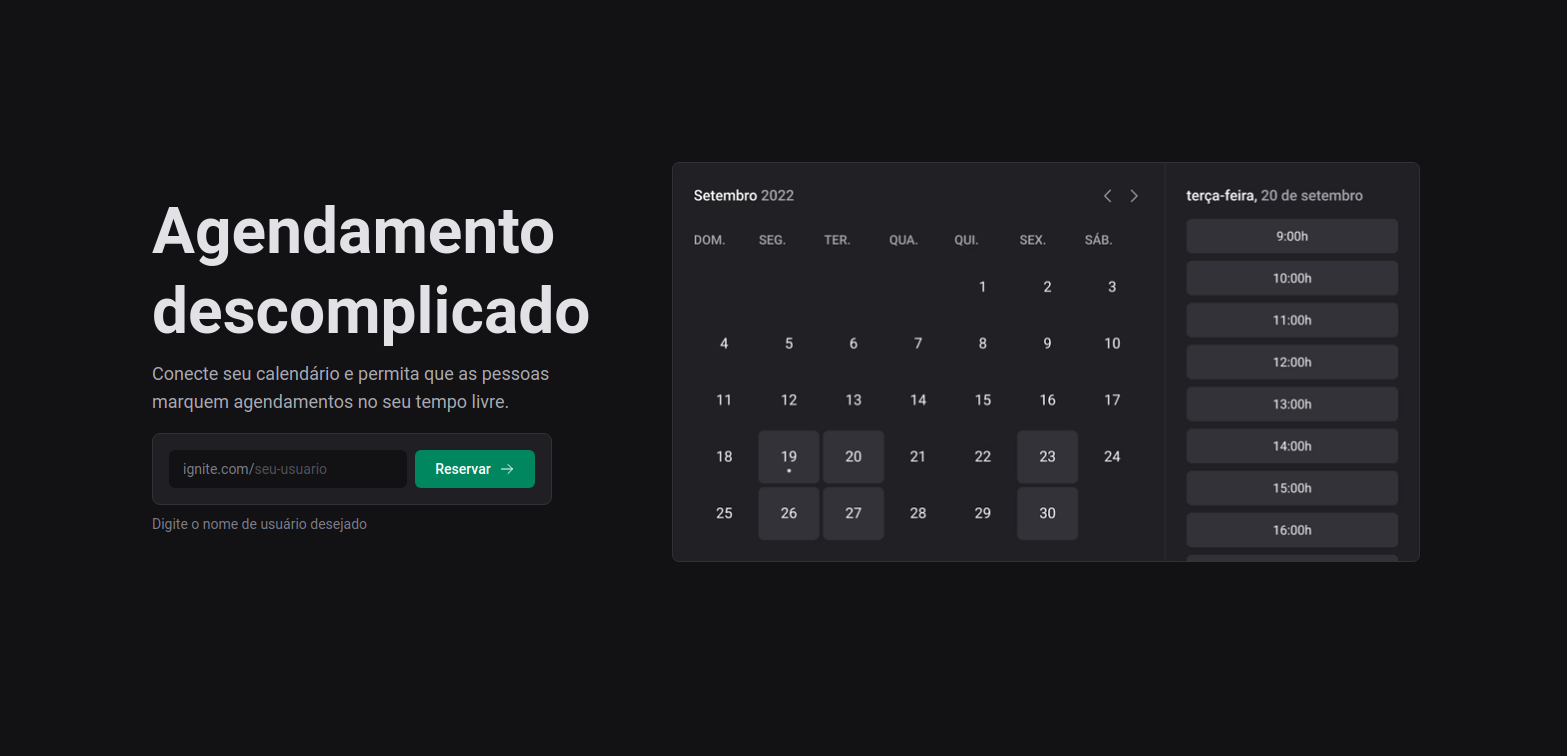 Agendamento
descomplicado
Conecte seu calendário e permita que as pessoas
marquem agendamentos no seu tempo livre.
ignite.com/seu-usuario
Reservar
Digite o nome de usuário desejado
Setembro 2022
DOM. SEG. TER. QUA. QUI. SEX. SÁB.
1 2 3
4 5 6 7 8 9 10
11 12 13 14 15 16 17
18 19 20 21 22 23 24
25 26 27 28 29 30
terça-feira, 20 de setembro
9:00h
10:00h
11:00h
12:00h
13:00h
14:00h
15:00h
16:00h